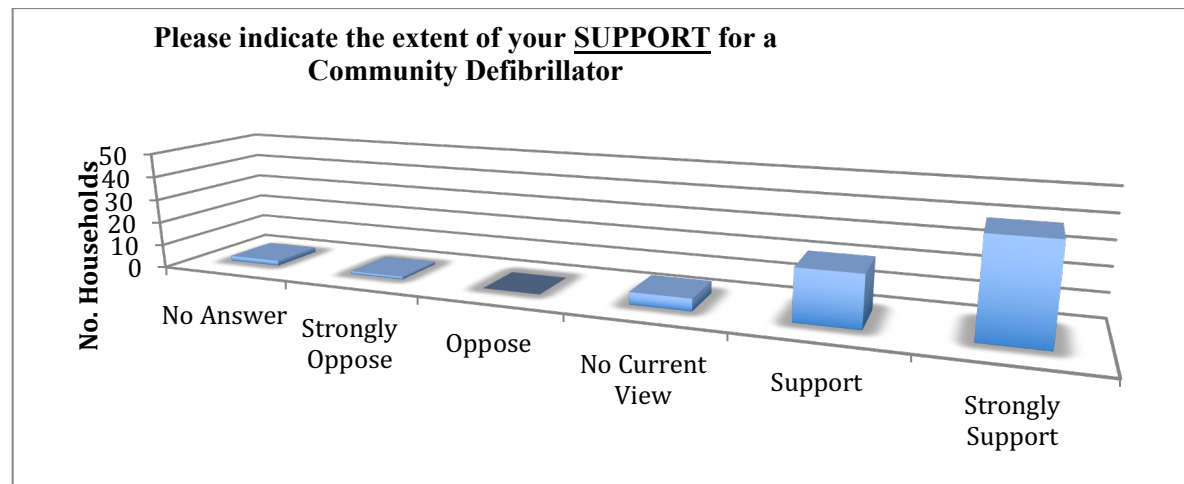 Please indicate the extent of your SUPPORT for a
Community Defibrillator
No. Households
50
40
30
20
10
0
No Answer
Strongly
Oppose
Oppose
No Current
View
Support
Strongly
Support